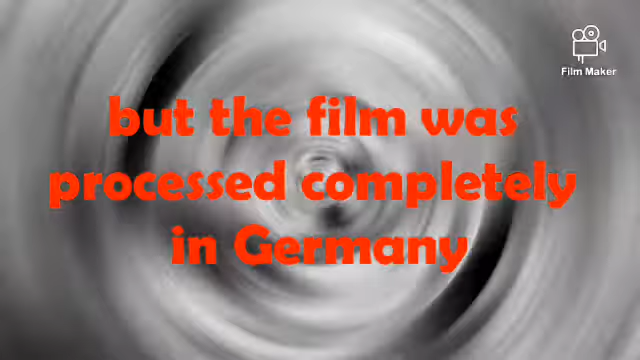 Film Maker
but the film was
processed completely
in Germany